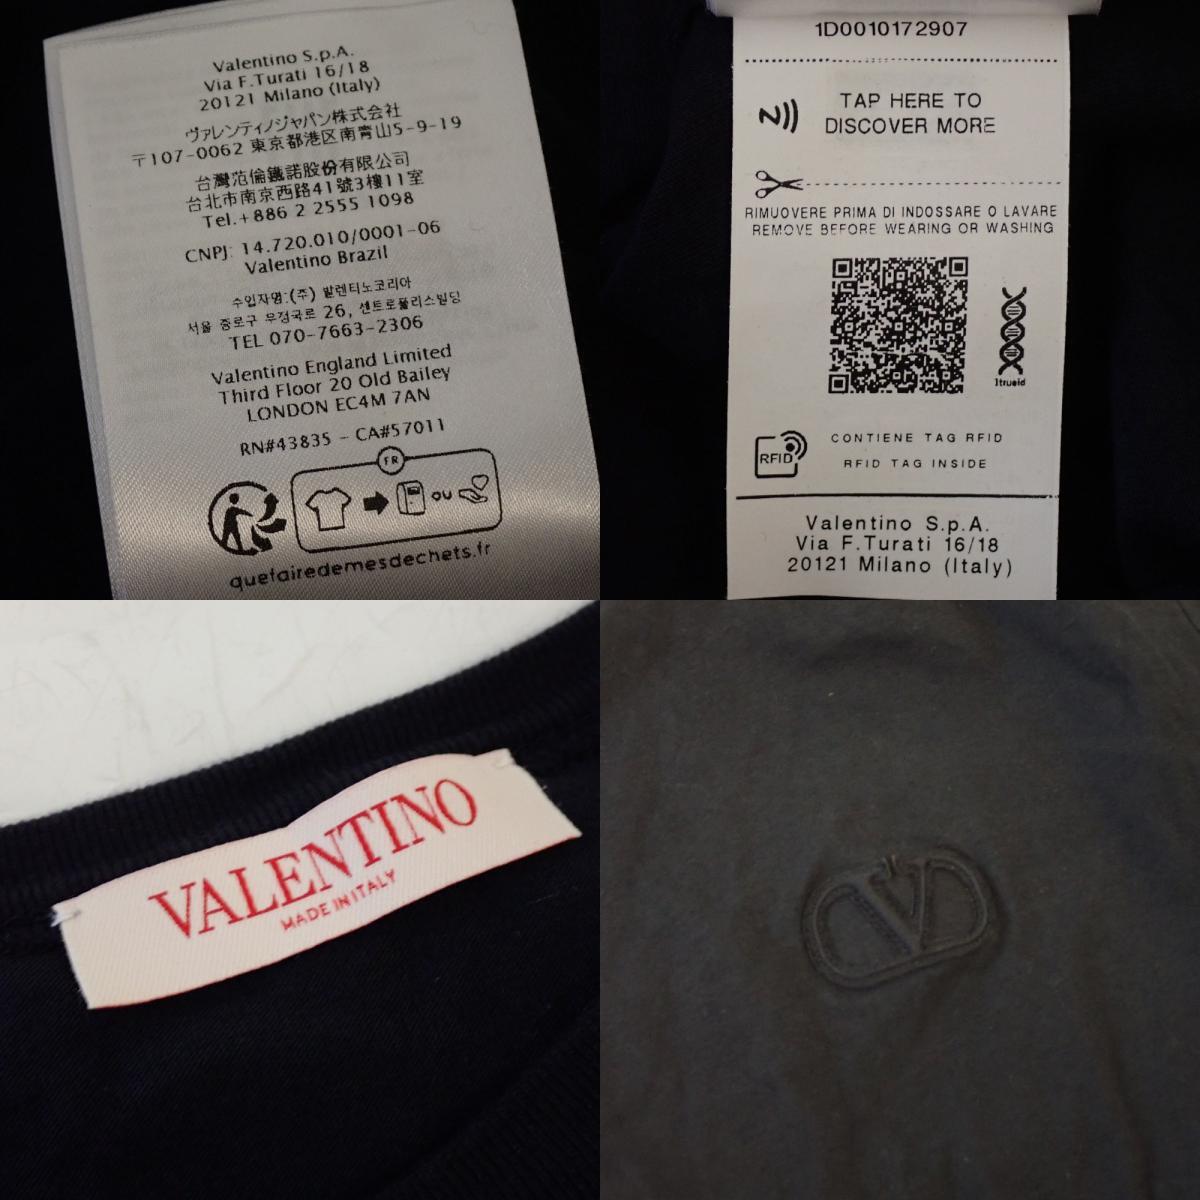 Valentino S.p.A.
Via F.Turati 16/18
20121 Milano (Italy)
ヴァレンティノジャパン株式会社
〒107-0062 東京都港区南青山5-9-19
台灣范倫鐵諾股份有限公司
台北市南京西路41號3樓11室
Tel.+886 2 2555 1098
CNPJ: 14.720.010/0001-06
Valentino Brazil
수입자명:(주) 발렌티노코리아
서울 종로구 우정국로 26, 센트로폴리스빌딩
TEL 070-7663-2306
Valentino England Limited
Third Floor 20 Old Bailey
LONDON EC4M 7AN
RN#43835 - CA#57011
FR
OU
quefairedemesdechets.fr
1D0010172907
TAP HERE TO
DISCOVER MORE
RIMUOVERE PRIMA DI INDOSSARE O LAVARE
REMOVE BEFORE WEARING OR WASHING
1trueid
RFID
CONTIENE TAG RFID
RFID TAG INSIDE
Valentino S.p.A.
Via F.Turati 16/18
20121 Milano (Italy)
VALENTINO
MADE IN ITALY
V